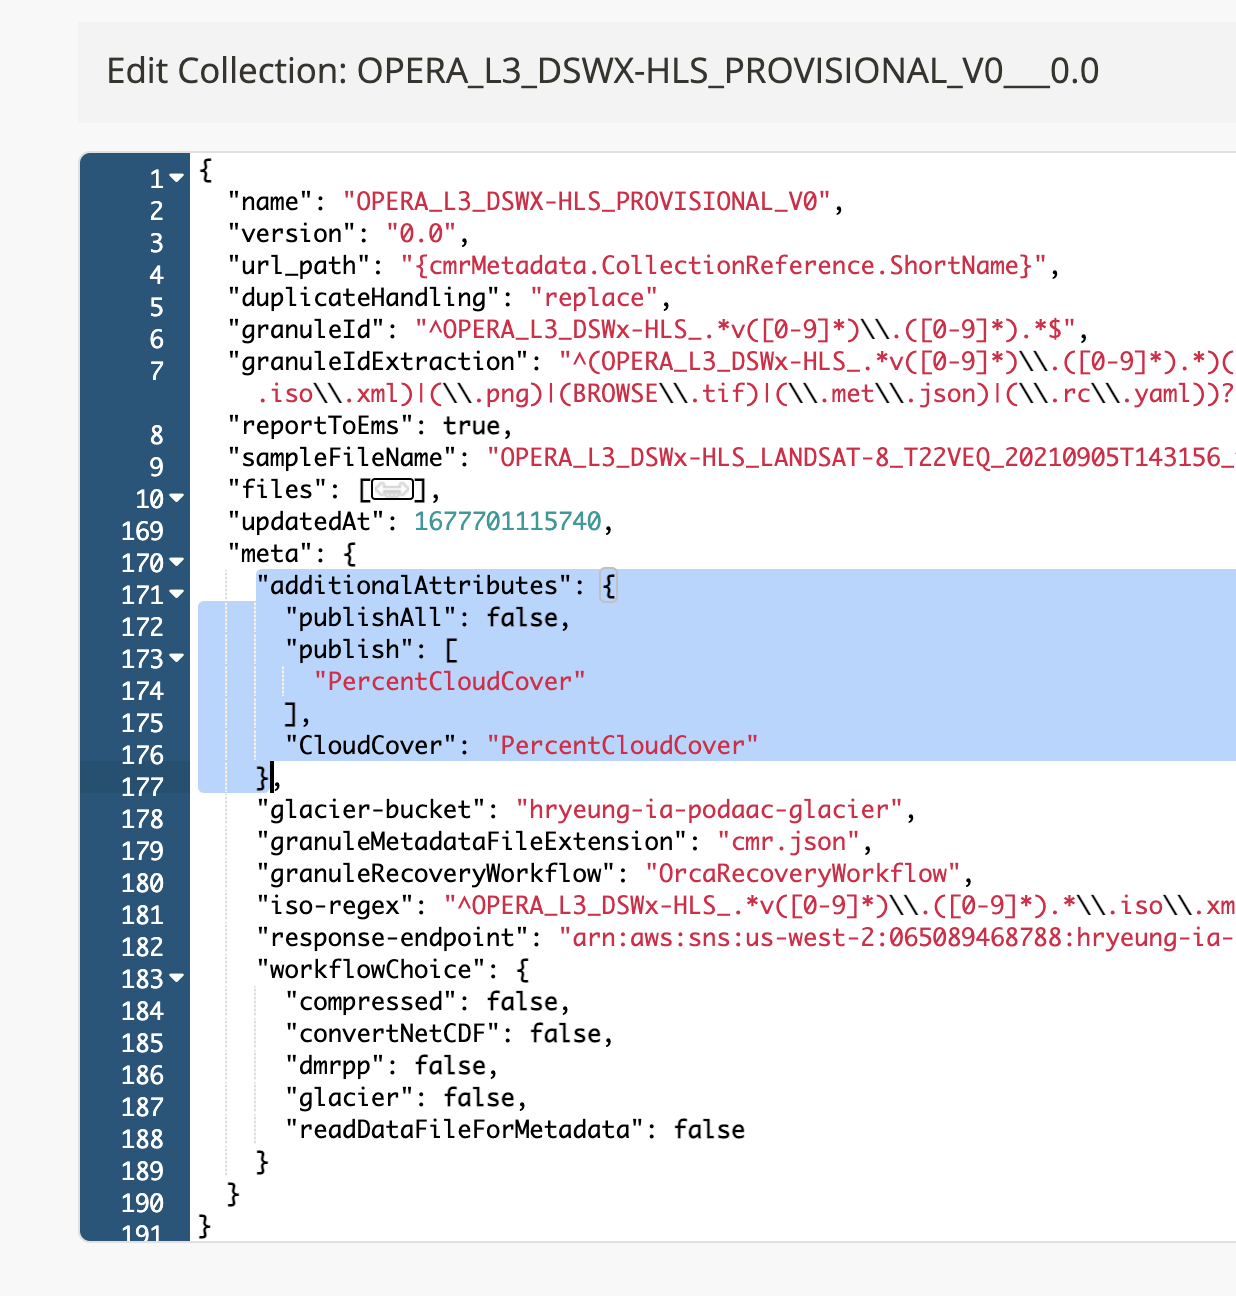 Edit Collection: OPERA_L3_DSWX-HLS_PROVISIONAL_V0___0.0
1 {
2 "name": "OPERA_L3_DSWX-HLS_PROVISIONAL_V0",
3 "version": "0.0",
4 "url_path": "{cmrMetadata.CollectionReference.ShortName}",
5 "duplicateHandling": "replace",
6 "granuleId": "^OPERA_L3_DSWx-HLS_.*v([0-9]*)\\.([0-9]*).*$",
7 "granuleIdExtraction": "^(OPERA_L3_DSWx-HLS_.*v([0-9]*)\\.([0-9]*).*)(
.iso\\.xml)|(\\.png)|(BROWSE\\.tif)|(\\.met\\.json)|(\\.rc\\.yaml))?
8 "reportToEms": true,
9 "sampleFileName": "OPERA_L3_DSWx-HLS_LANDSAT-8_T22VEQ_20210905T143156_
10 "files": [],
169 "updatedAt": 1677701115740,
170 "meta": {
171 "additionalAttributes": {
172 "publishAll": false,
173 "publish": [
174 "PercentCloudCover"
175 ],
176 "CloudCover": "PercentCloudCover"
177 },
178 "glacier-bucket": "hryeung-ia-podaac-glacier",
179 "granuleMetadataFileExtension": "cmr.json",
180 "granuleRecoveryWorkflow": "OrcaRecoveryWorkflow",
181 "iso-regex": "^OPERA_L3_DSWx-HLS_.*v([0-9]*)\\.([0-9]*).*\\.iso\\.xm
182 "response-endpoint": "arn:aws:sns:us-west-2:065089468788:hryeung-ia-
183 "workflowChoice": {
184 "compressed": false,
185 "convertNetCDF": false,
186 "dmrpp": false,
187 "glacier": false,
188 "readDataFileForMetadata": false
189 }
190 }
191 }